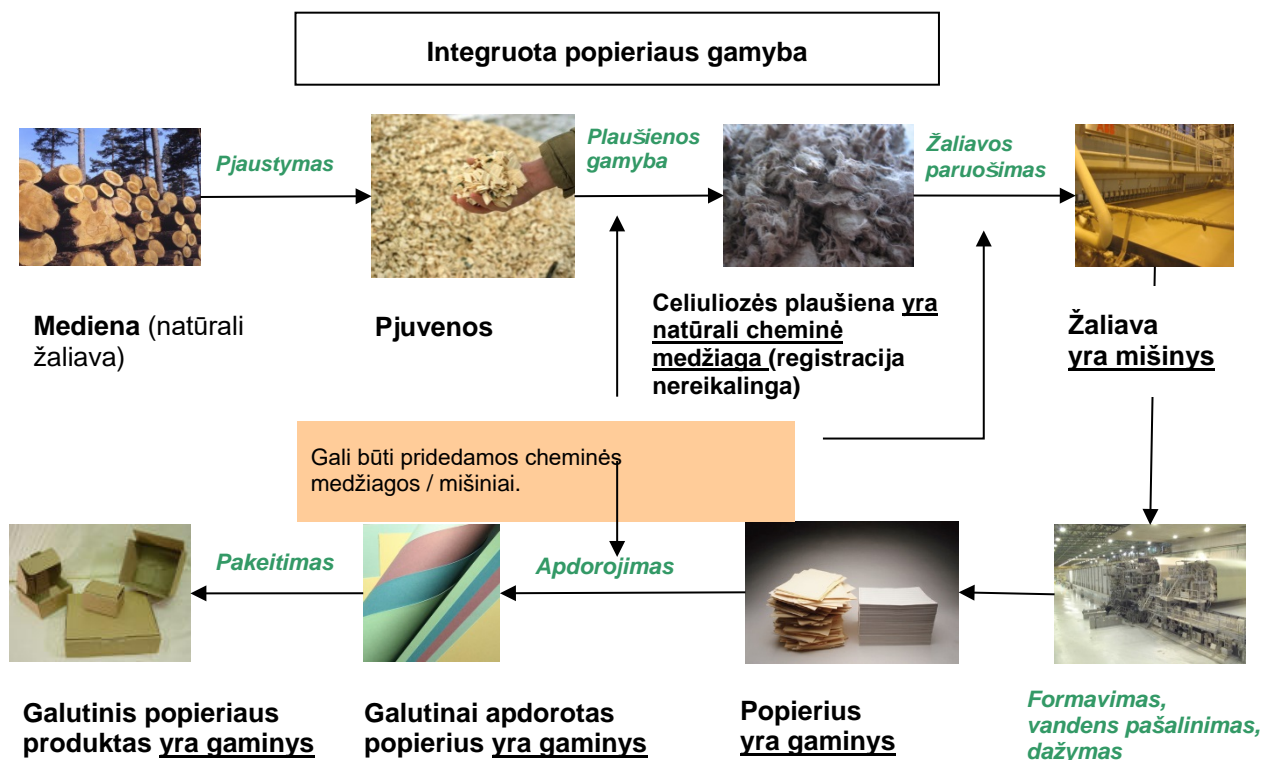 Integruota popieriaus gamyba
Pjaustymas
Plaušienos
gamyba
Žaliavos
paruošimas
Mediena (natūrali
žaliava)
Pjuvenos
Celiuliozės plaušiena yra
natūrali cheminė
medžiaga (registracija
nereikalinga)
Žaliava
yra mišinys
Gali būti pridedamos cheminės
medžiagos / mišiniai.
Pakeitimas
Apdorojimas
Galutinis popieriaus
produktas yra gaminys
Galutinai apdorotas
popierius yra gaminys
Popierius
yra gaminys
Formavimas,
vandens pašalinimas,
dažymas